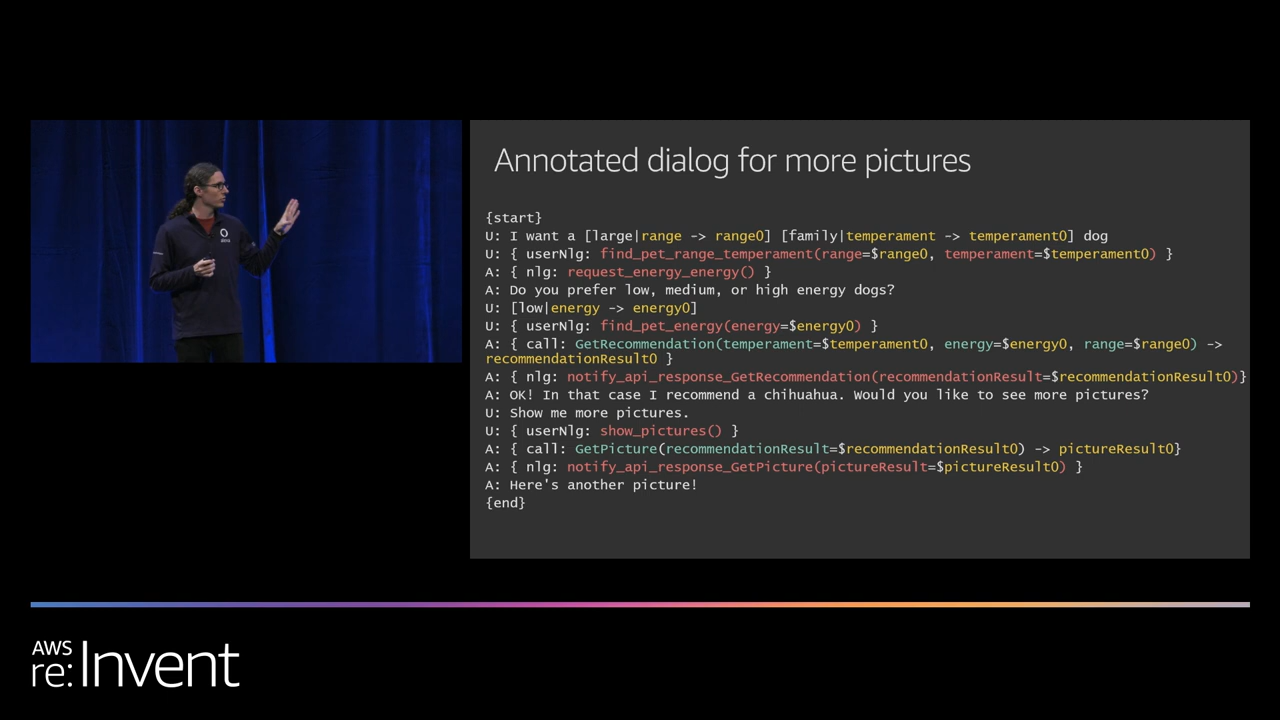 Annotated dialog for more pictures
{start}
U: I want a [large|range -> range0] [family|temperament -> temperament0] dog
U: { userNlg: find_pet_range_temperament(range=$range0, temperament=$temperament0) }
A: { nlg: request_energy_energy() }
A: Do you prefer low, medium, or high energy dogs?
U: [low|energy -> energy0]
U: { userNlg: find_pet_energy(energy=$energy0) }
A: { call: GetRecommendation(temperament=$temperament0, energy=$energy0, range=$range0) ->
recommendationResult0 }
A: { nlg: notify_api_response_GetRecommendation(recommendationResult=$recommendationResult0)}
A: OK! In that case I recommend a chihuahua. Would you like to see more pictures?
U: Show me more pictures.
U: { userNlg: show_pictures() }
A: { call: GetPicture(recommendationResult=$recommendationResult0) -> pictureResult0}
A: { nlg: notify_api_response_GetPicture(pictureResult=$pictureResult0) }
A: Here's another picture!
{end}
AWS
re:Invent